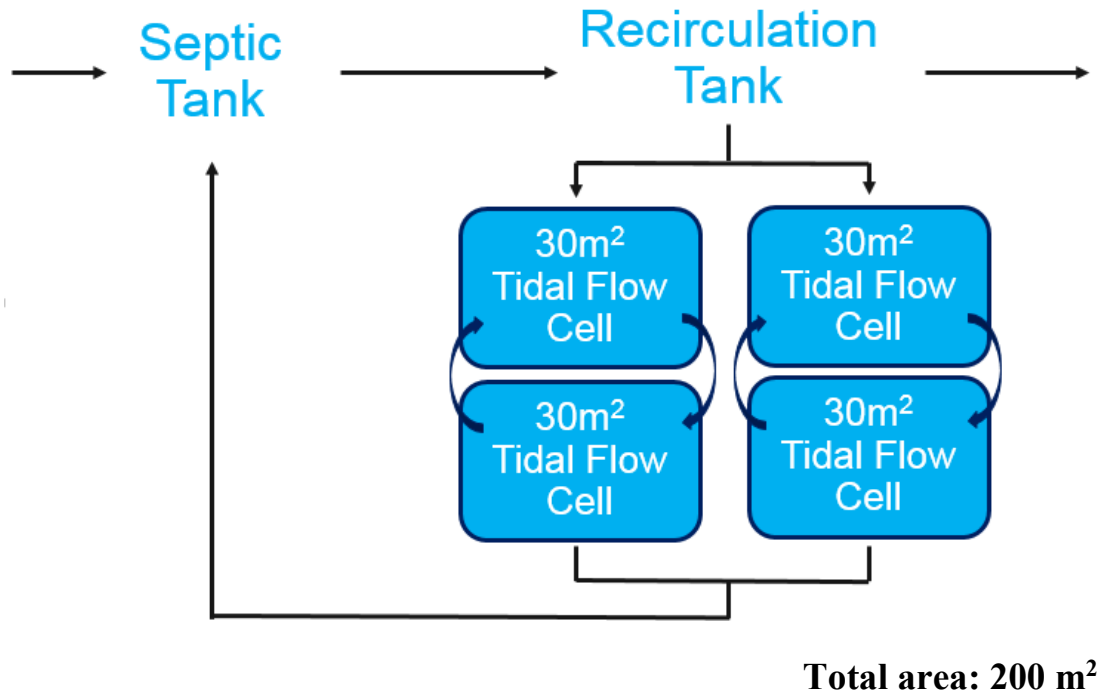 Septic
Tank
Recirculation
Tank
30m²
Tidal Flow
Cell
30m²
Tidal Flow
Cell
30m²
Tidal Flow
Cell
30m²
Tidal Flow
Cell
Total area: 200 m²